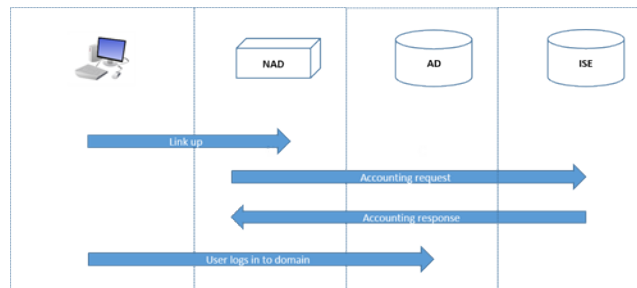 NAD
AD
ISE
Link up
Accounting request
Accounting response
User logs in to domain